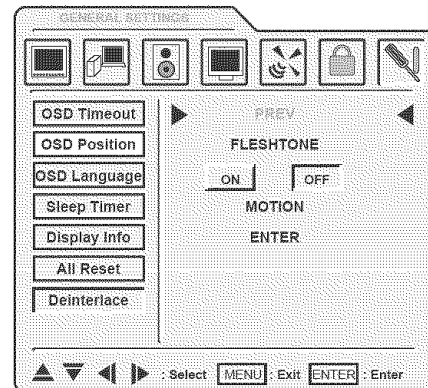 GENERAL SETTINGS
OSD Timeout
OSD Position
OSD Language
Sleep Timer
Display Info
All Reset
Deinterlace
PREV
FLESHTONE
ON OFF
MOTION
ENTER
: Select MENU : Exit ENTER : Enter